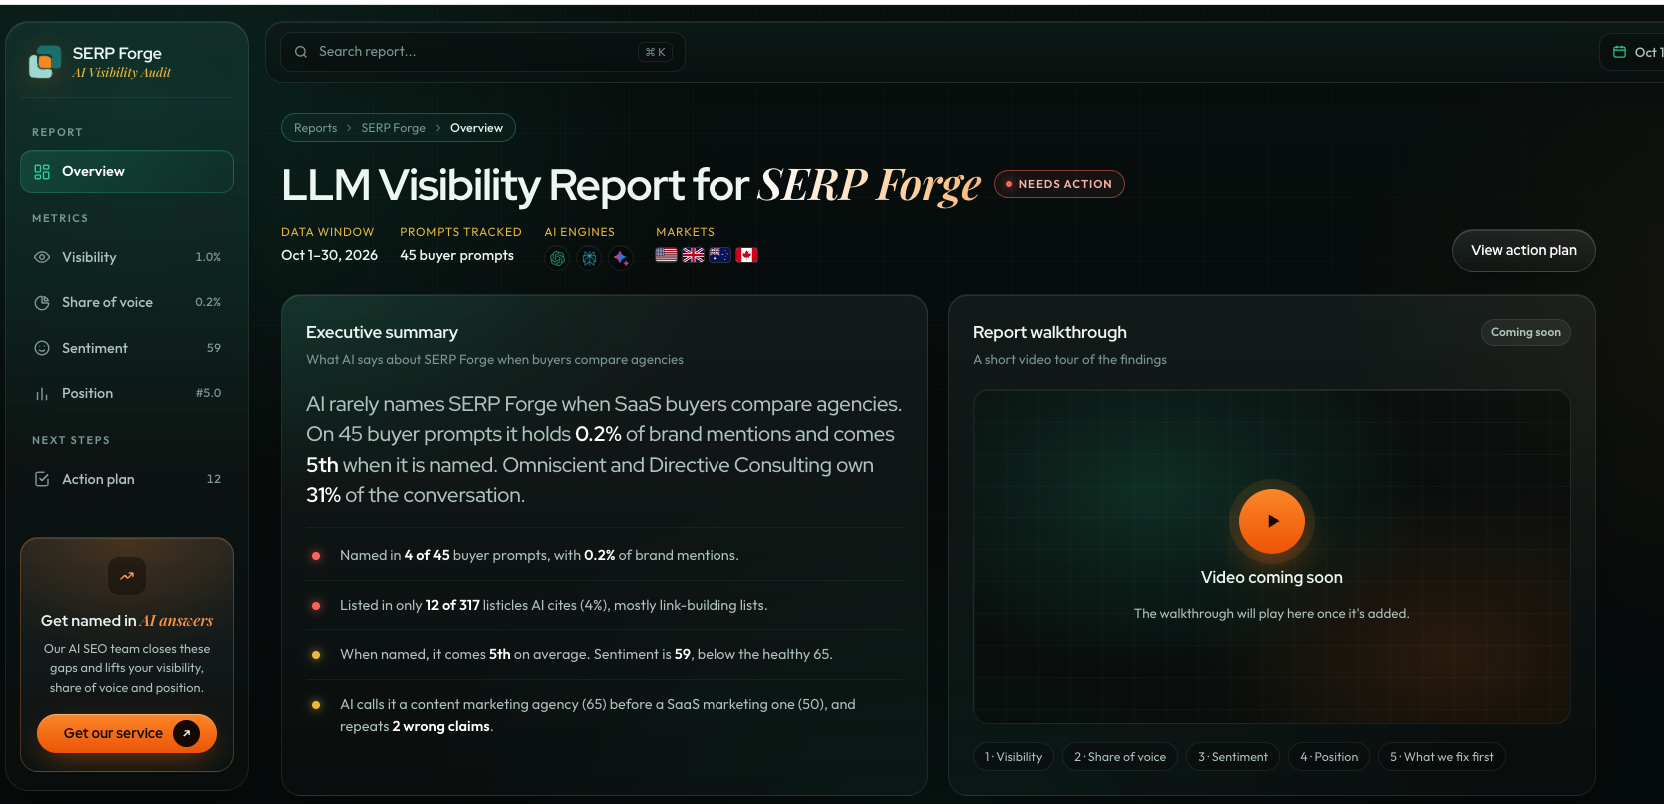 SERP Forge
AI Visibility Audit
REPORT
Overview
METRICS
Visibility 1.0%
Share of voice 0.2%
Sentiment 59
Position #5.0
NEXT STEPS
Action plan 12
Get named in AI answers
Our AI SEO team closes these
gaps and lifts your visibility,
share of voice and position.
Get our service
Search report...
⌘ K
Oct 1
Reports > SERP Forge > Overview
LLM Visibility Report for SERP Forge
NEEDS ACTION
DATA WINDOW PROMPTS TRACKED AI ENGINES MARKETS
Oct 1–30, 2026 45 buyer prompts
View action plan
Executive summary
What AI says about SERP Forge when buyers compare agencies
AI rarely names SERP Forge when SaaS buyers compare agencies.
On 45 buyer prompts it holds 0.2% of brand mentions and comes
5th when it is named. Omniscient and Directive Consulting own
31% of the conversation.
Named in 4 of 45 buyer prompts, with 0.2% of brand mentions.
Listed in only 12 of 317 listicles AI cites (4%), mostly link-building lists.
When named, it comes 5th on average. Sentiment is 59, below the healthy 65.
AI calls it a content marketing agency (65) before a SaaS marketing one (50), and
repeats 2 wrong claims.
Report walkthrough
Coming soon
A short video tour of the findings
Video coming soon
The walkthrough will play here once it's added.
1 · Visibility 2 · Share of voice 3 · Sentiment 4 · Position 5 · What we fix first